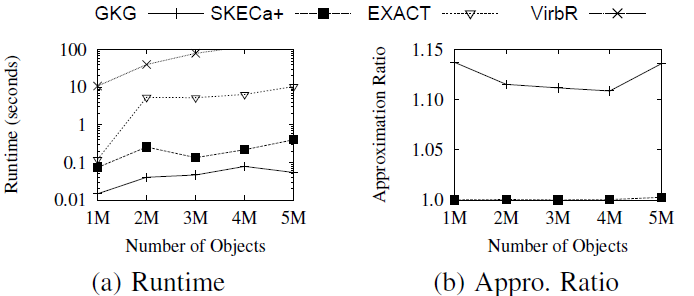 GKG SKECa+ EXACT VirbR
Runtime (seconds)
100
10
1
0.1
0.01
1M 2M 3M 4M 5M
Number of Objects
(a) Runtime
Approximation Ratio
1.15
1.10
1.05
1.0
1M 2M 3M 4M 5M
Number of Objects
(b) Appro. Ratio